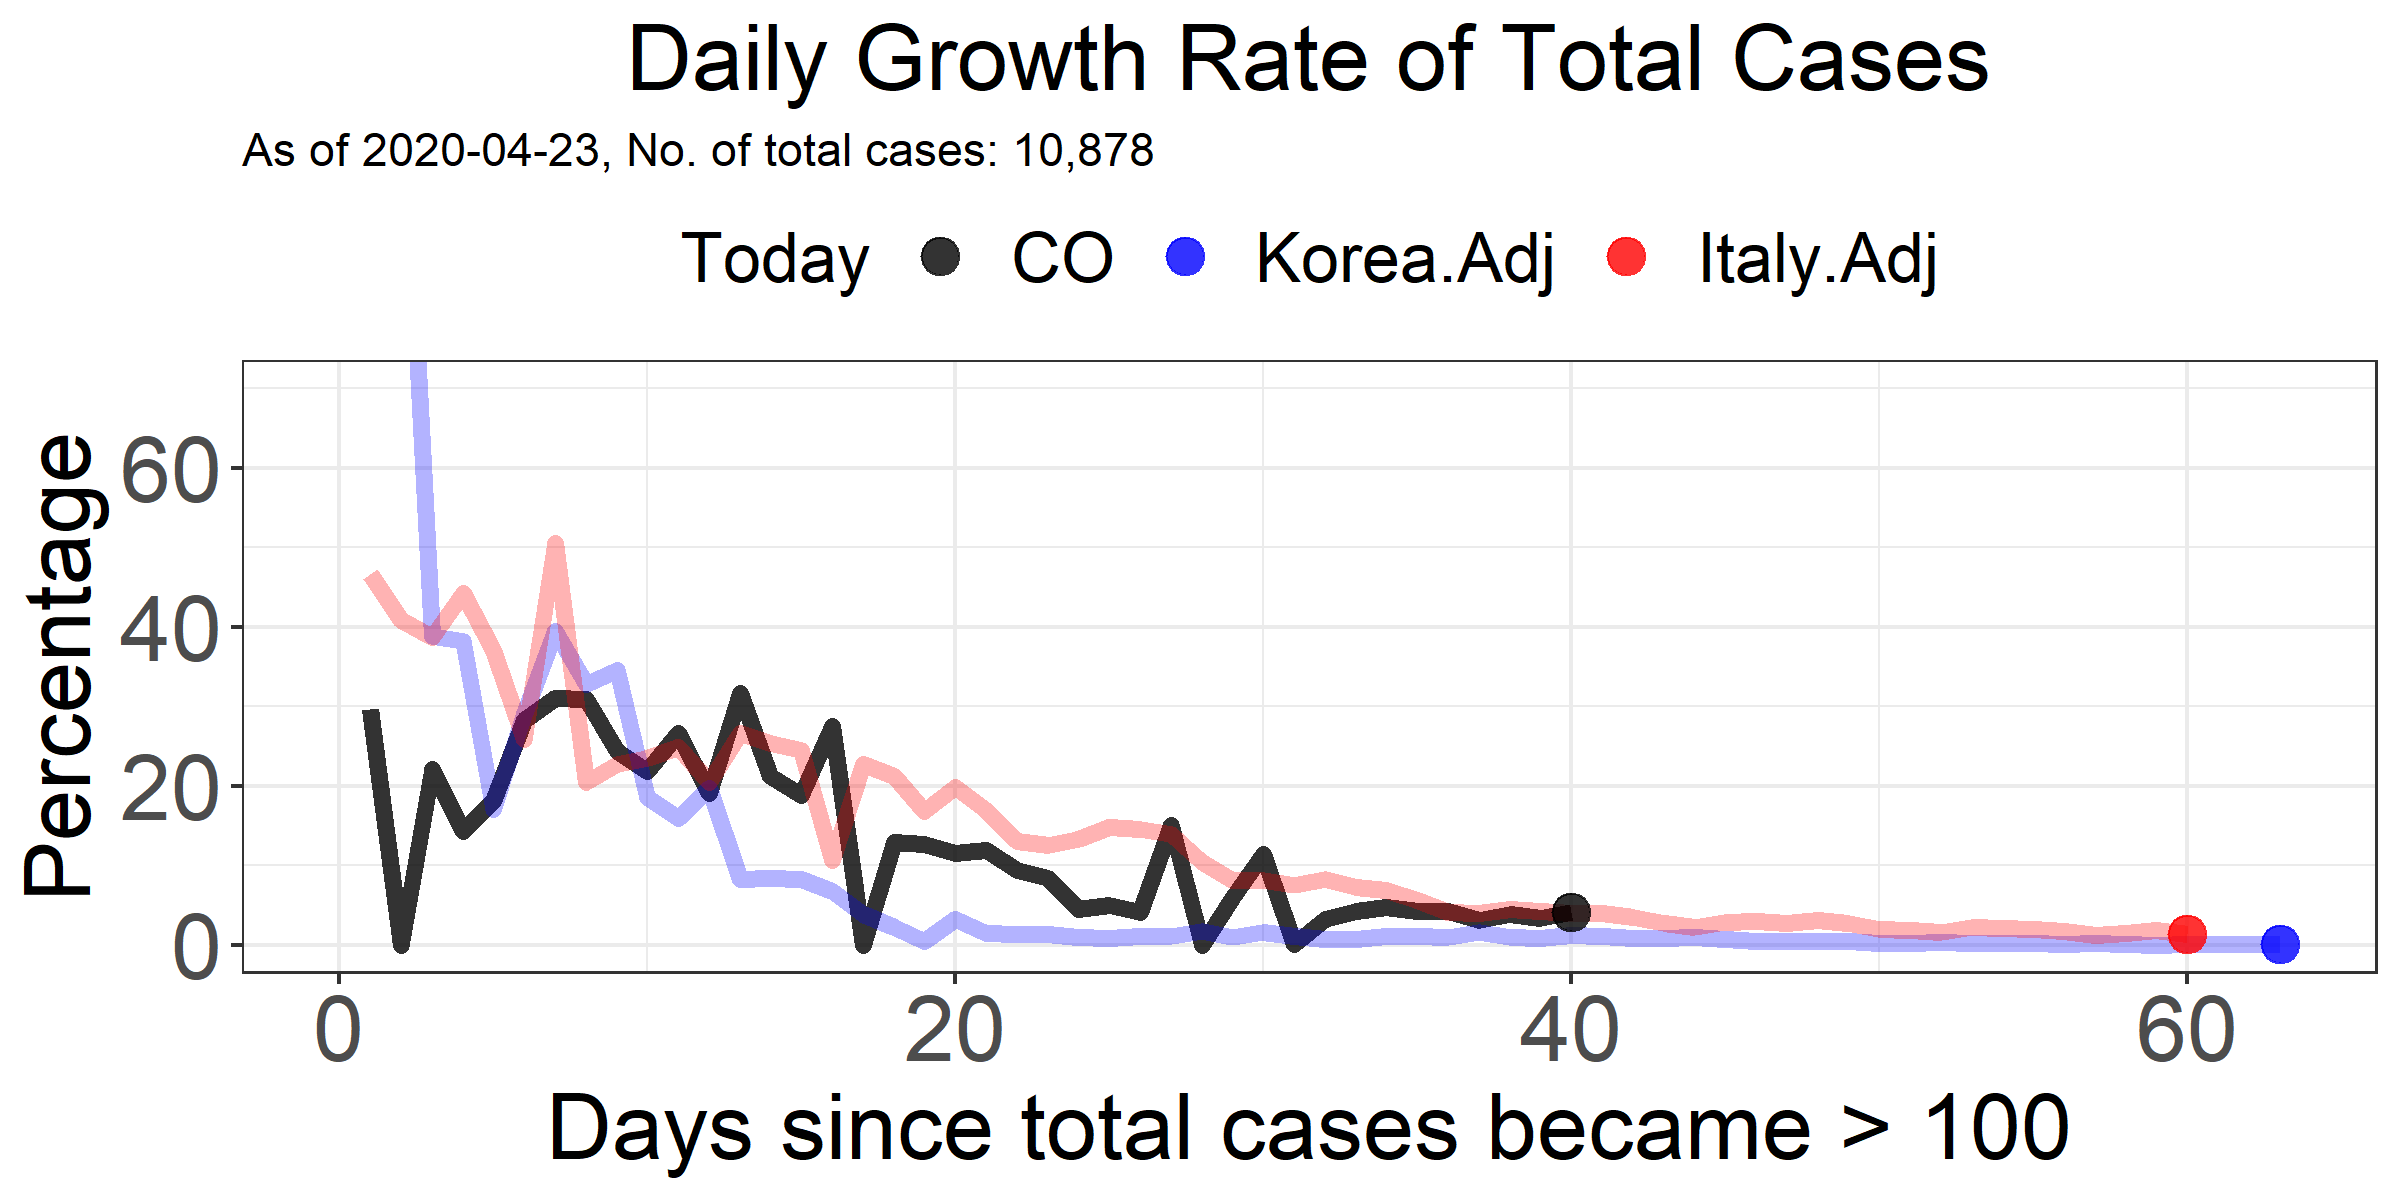 Daily Growth Rate of Total Cases
As of 2020-04-23, No. of total cases: 10,878
Today CO Korea.Adj Italy.Adj
Percentage
60
40
20
0
0 20 40 60
Days since total cases became > 100